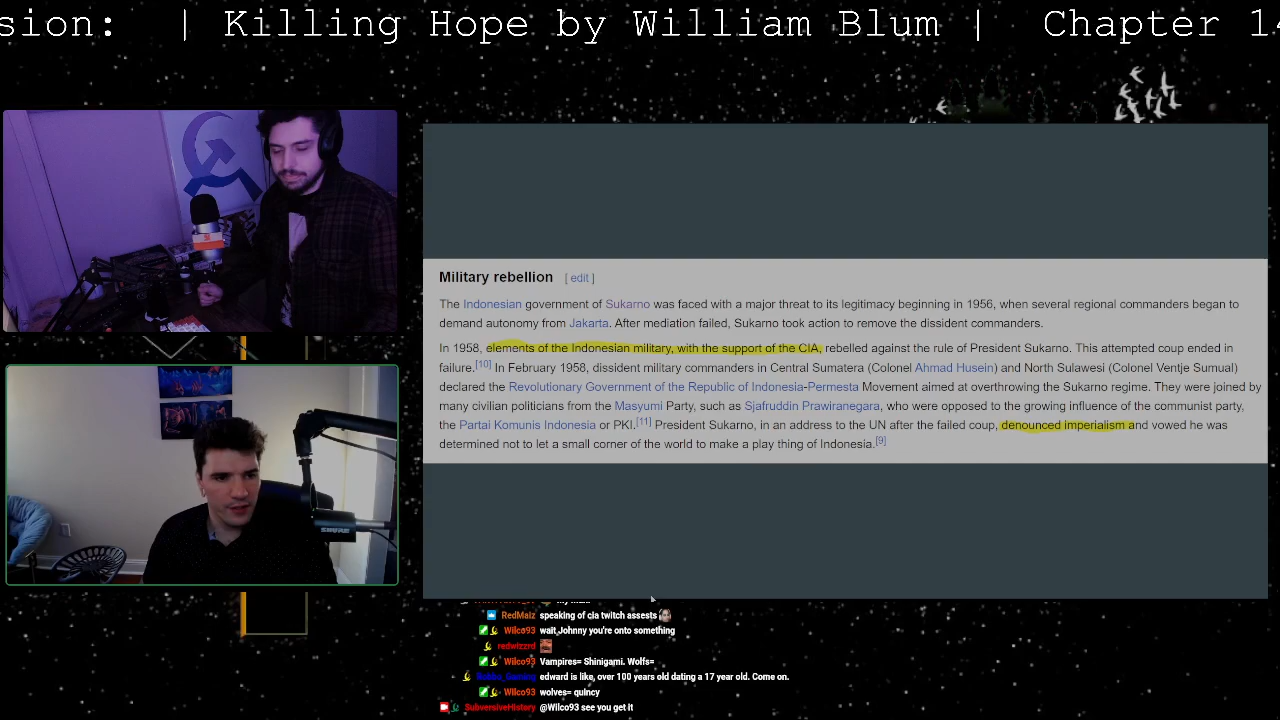 sion: | Killing Hope by William Blum | Chapter 1
Military rebellion [ edit ]
The Indonesian government of Sukarno was faced with a major threat to its legitimacy beginning in 1956, when several regional commanders began to
demand autonomy from Jakarta. After mediation failed, Sukarno took action to remove the dissident commanders.
In 1958, elements of the Indonesian military, with the support of the CIA, rebelled against the rule of President Sukarno. This attempted coup ended in
failure.[10] In February 1958, dissident military commanders in Central Sumatera (Colonel Ahmad Husein) and North Sulawesi (Colonel Ventje Sumual)
declared the Revolutionary Government of the Republic of Indonesia-Permesta Movement aimed at overthrowing the Sukarno regime. They were joined by
many civilian politicians from the Masyumi Party, such as Sjafruddin Prawiranegara, who were opposed to the growing influence of the communist party,
the Partai Komunis Indonesia or PKI.[11] President Sukarno, in an address to the UN after the failed coup, denounced imperialism and vowed he was
determined not to let a small corner of the world to make a play thing of Indonesia.[9]
SHURE
RedMaiz speaking of cia twitch assests
Wilco93 wait,Johnny you're onto something
redwizzrd
Wilco93 Vampires= Shinigami. Wolfs=
Robbo_Gaming edward is like, over 100 years old dating a 17 year old. Come on.
Wilco93 wolves= quincy
SubversiveHistory @Wilco93 see you get it